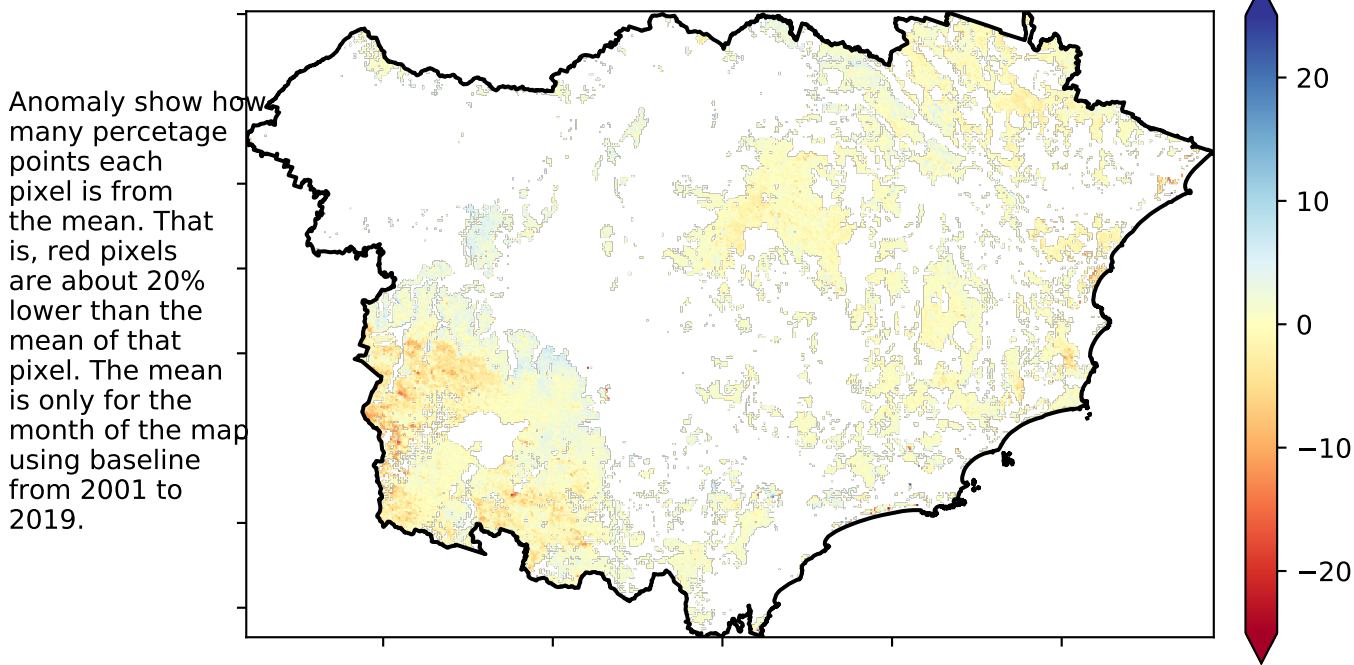 Anomaly show how
many percetage
points each
pixel is from
the mean. That
is, red pixels
are about 20%
lower than the
mean of that
pixel. The mean
is only for the
month of the map
using baseline
from 2001 to
2019.
20
10
0
−10
−20